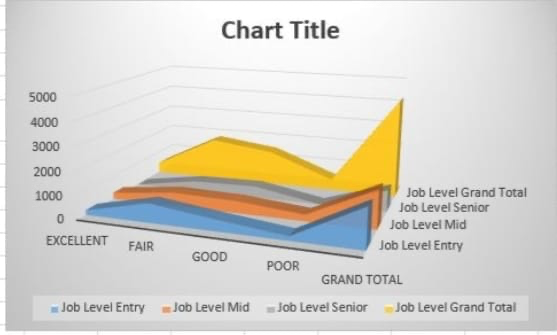 Chart Title
5000
4000
3000
2000
1000
0
EXCELLENT
FAIR
GOOD
POOR
GRAND TOTAL
Job Level Grand Total
Job Level Senior
Job Level Mid
Job Level Entry
Job Level Entry Job Level Mid Job Level Senior Job Level Grand Total